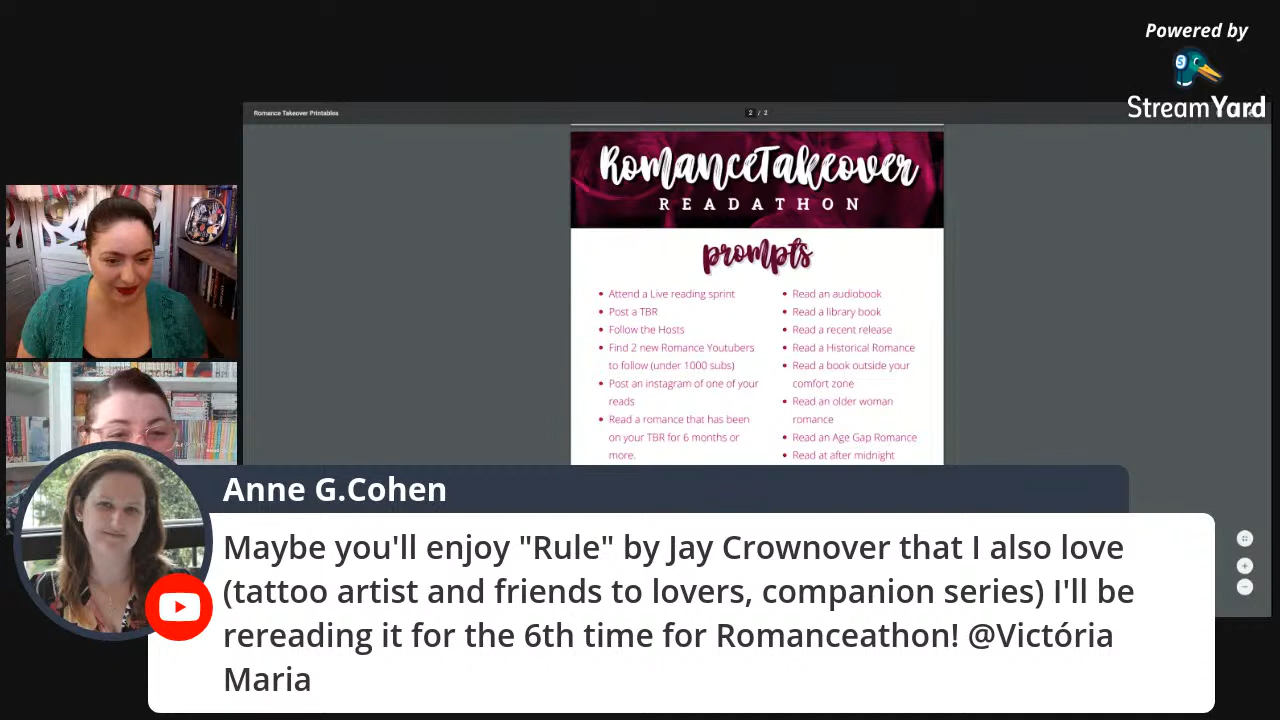 Powered by
StreamYard
Romance Takeover Printables
2 / 2
RomanceTakeover
READATHON
prompts
Attend a Live reading sprint
Post a TBR
Follow the Hosts
Find 2 new Romance Youtubers
to follow (under 1000 subs)
Post an instagram of one of your
reads
Read a romance that has been
on your TBR for 6 months or
more.
Read an audiobook
Read a library book
Read a recent release
Read a Historical Romance
Read a book outside your
comfort zone
Read an older woman
romance
Read an Age Gap Romance
Read at after midnight
Anne G.Cohen
Maybe you'll enjoy "Rule" by Jay Crownover that I also love
(tattoo artist and friends to lovers, companion series) I'll be
rereading it for the 6th time for Romanceathon! @Victória
Maria